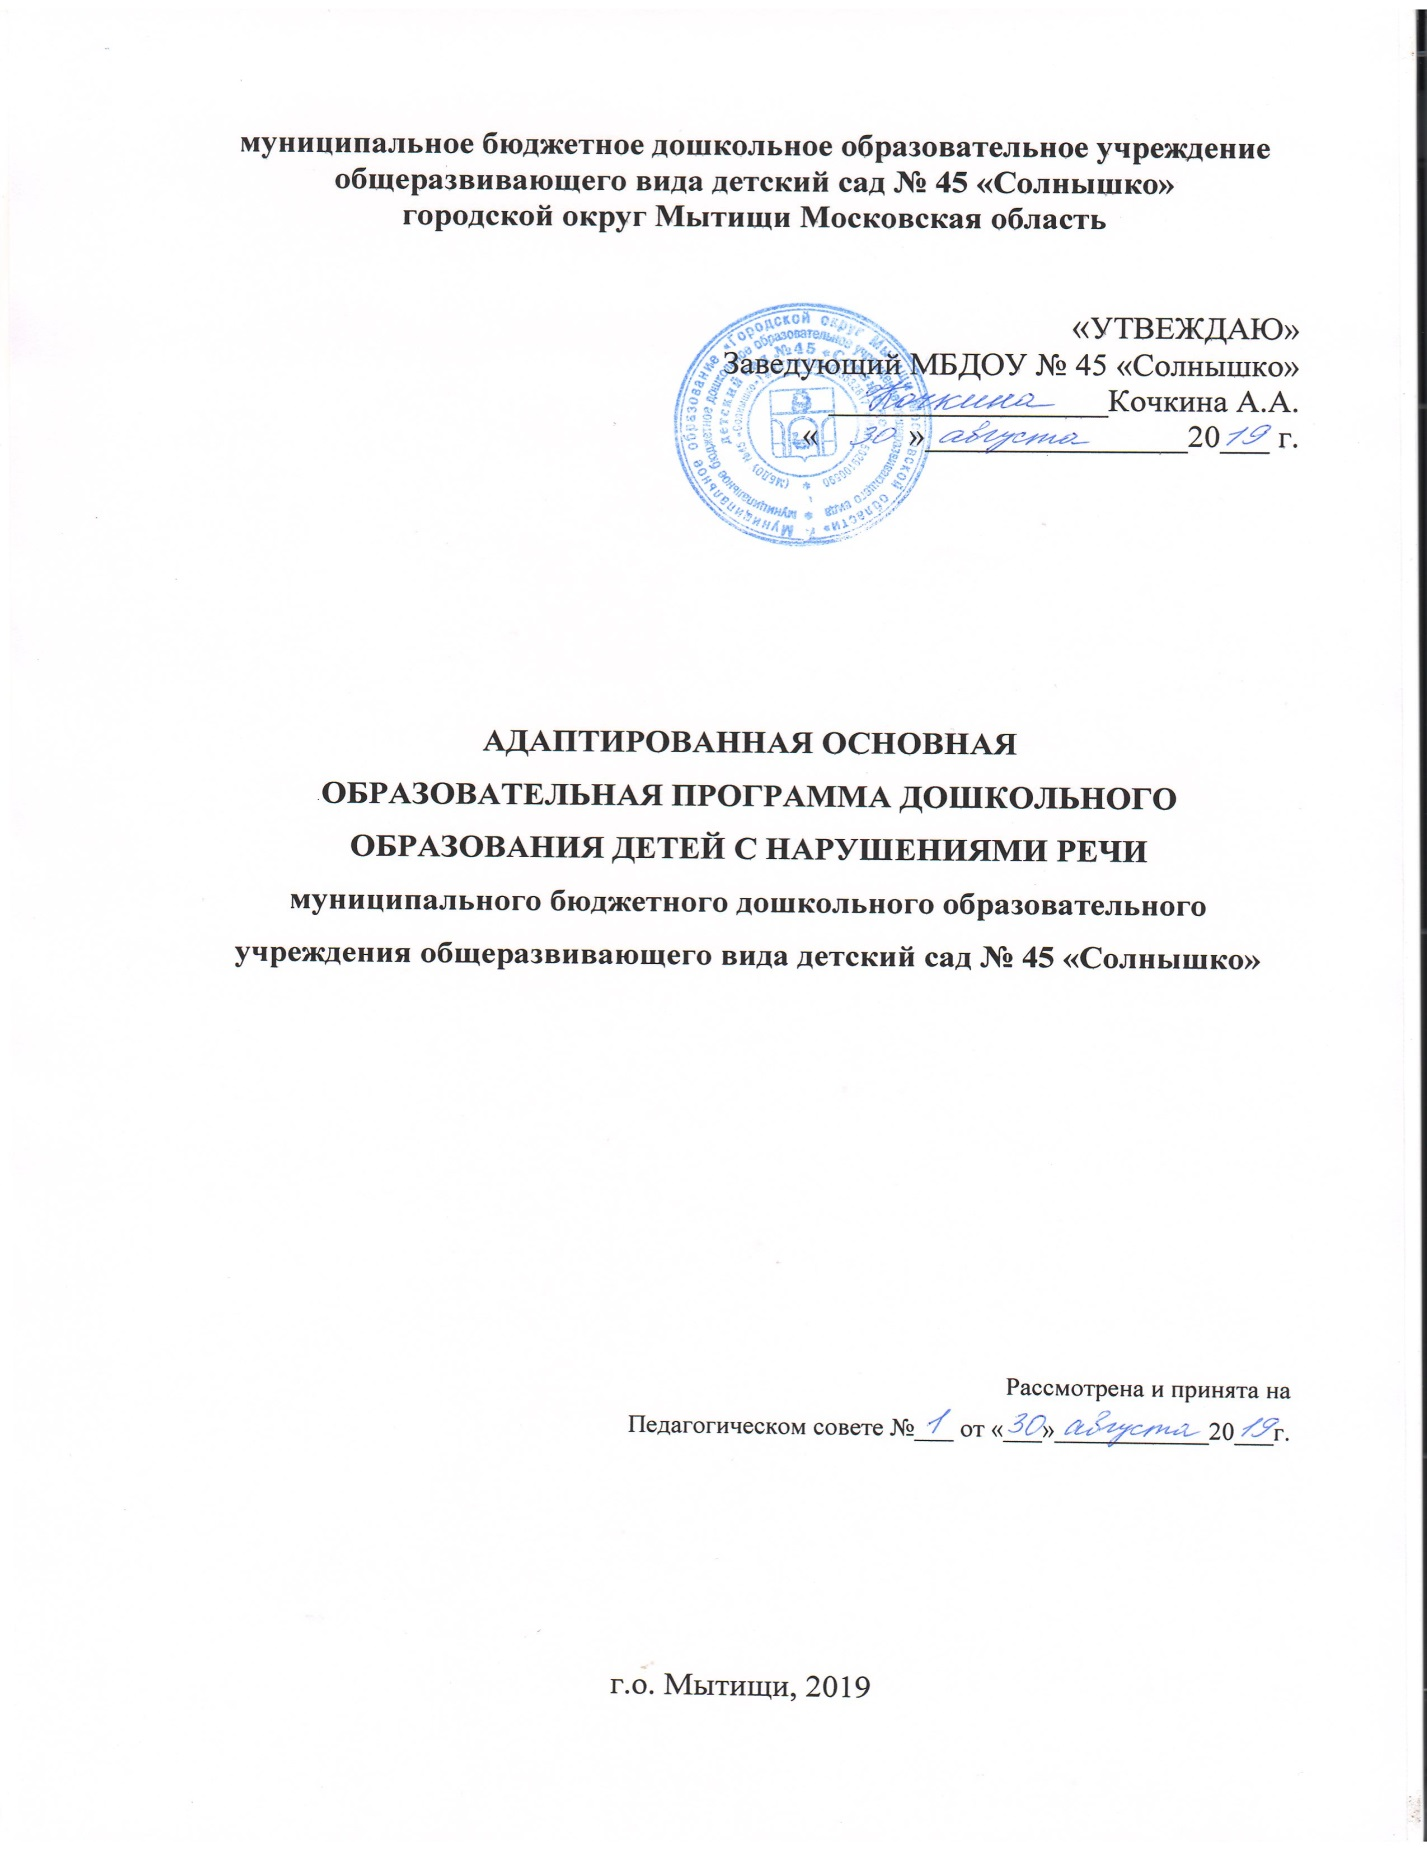 муниципальное бюджетное дошкольное образовательное учреждение
общеразвивающего вида детский сад № 45 «Солнышко»
городской округ Мытищи Московская область
«УТВЕЖДАЮ»
Заведующий МБДОУ № 45 «Солнышко»
Кочкина Кочкина А.А.
« 30 » августа 2019 г.
АДАПТИРОВАННАЯ ОСНОВНАЯ
ОБРАЗОВАТЕЛЬНАЯ ПРОГРАММА ДОШКОЛЬНОГО
ОБРАЗОВАНИЯ ДЕТЕЙ С НАРУШЕНИЯМИ РЕЧИ
муниципального бюджетного дошкольного образовательного
учреждения общеразвивающего вида детский сад № 45 «Солнышко»
Рассмотрена и принята на
Педагогическом совете № 1 от «30» августа 2019г.
г.о. Мытищи, 2019